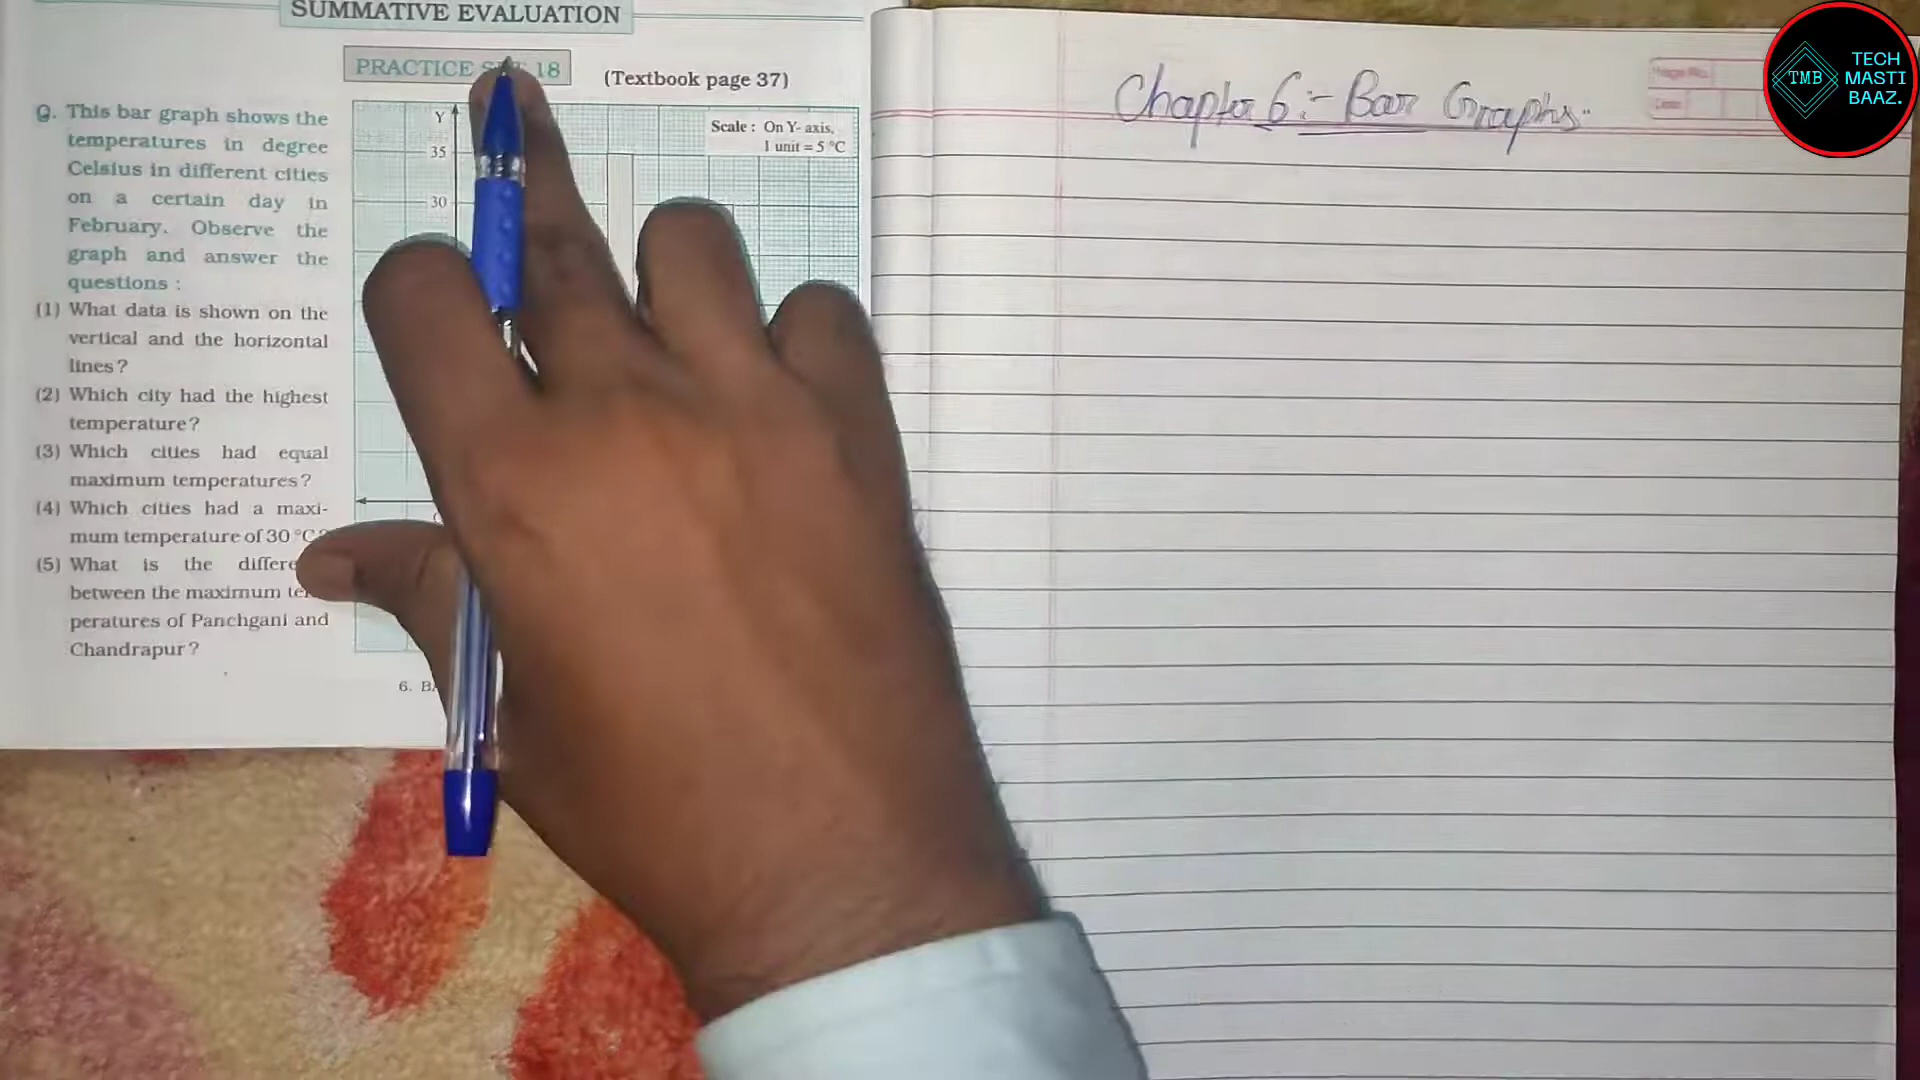 SUMMATIVE EVALUATION
PRACTICE SET 18
(Textbook page 37)
Q. This bar graph shows the
temperatures in degree
Celsius in different cities
on a certain day in
February. Observe the
graph and answer the
questions :
(1) What data is shown on the
vertical and the horizontal
lines?
(2) Which city had the highest
temperature?
(3) Which cities had equal
maximum temperatures?
(4) Which cities had a maxi-
mum temperature of 30 °C?
(5) What is the
between the maximum
peratures of Panchgani and
Chandrapur?
Y
35
30
Scale : On Y- axis,
1 unit = 5 °C
6.
Chapter 6 :- Bar Graphs.
Page No.
Date
TMB
TECH
MASTI
BAAZ.